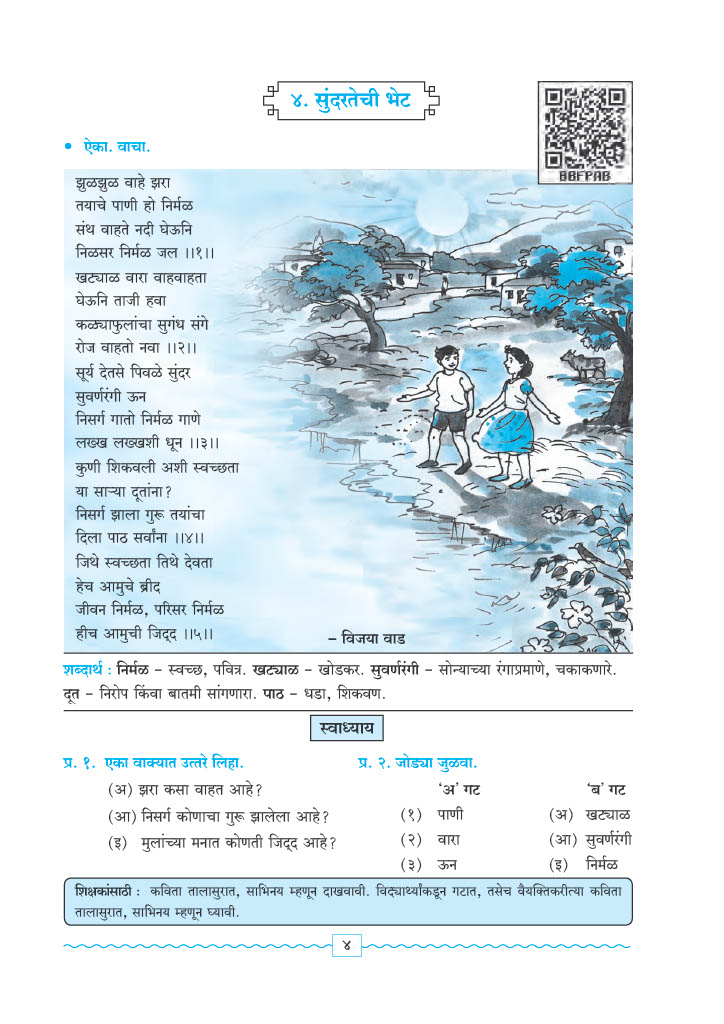 ४. सुंदरतेची भेट
BBFPAB
• ऐका. वाचा.
झुळझुळ वाहे झरा
तयाचे पाणी हो निर्मळ
संथ वाहते नदी घेऊनि
निळसर निर्मळ जल ।।१।।
खट्याळ वारा वाहवाहता
घेऊनि ताजी हवा
कळ्याफुलांचा सुगंध संगे
रोज वाहतो नवा ।।२।।
सूर्य देतसे पिवळे सुंदर
सुवर्णरंगी ऊन
निसर्ग गातो निर्मळ गाणे
लख्ख लख्खशी धून ।।३।।
कुणी शिकवली अशी स्वच्छता
या साऱ्या दूतांना?
निसर्ग झाला गुरू तयांचा
दिला पाठ सर्वांना ।।४।।
जिथे स्वच्छता तिथे देवता
हेच आमुचे ब्रीद
जीवन निर्मळ, परिसर निर्मळ
हीच आमुची जिद्द ।।५।।
– विजया वाड
शब्दार्थ : निर्मळ – स्वच्छ, पवित्र. खट्याळ – खोडकर. सुवर्णरंगी – सोन्याच्या रंगाप्रमाणे, चकाकणारे.
दूत – निरोप किंवा बातमी सांगणारा. पाठ – धडा, शिकवण.
स्वाध्याय
प्र. १. एका वाक्यात उत्तरे लिहा.
(अ) झरा कसा वाहत आहे?
(आ) निसर्ग कोणाचा गुरू झालेला आहे?
(इ) मुलांच्या मनात कोणती जिद्द आहे?
प्र. २. जोड्या जुळवा.
‘अ’ गट ‘ब’ गट
(१) पाणी (अ) खट्याळ
(२) वारा (आ) सुवर्णरंगी
(३) ऊन (इ) निर्मळ
शिक्षकांसाठी : कविता तालासुरात, साभिनय म्हणून दाखवावी. विद्यार्थ्यांकडून गटात, तसेच वैयक्तिकरीत्या कविता
तालासुरात, साभिनय म्हणून घ्यावी.
४